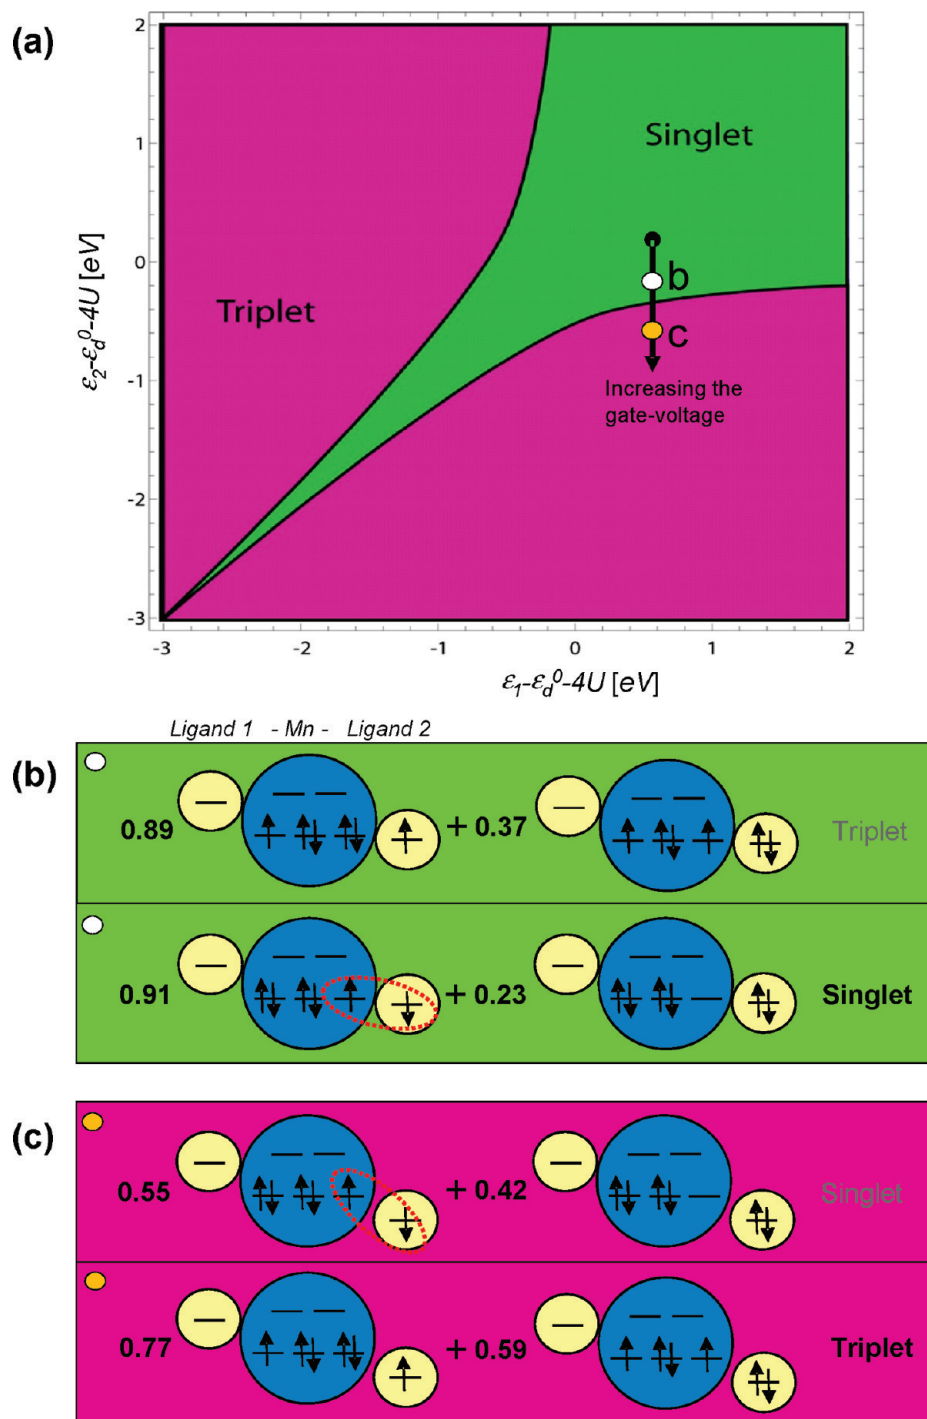 (a)
2
1
0
-1
-2
-3
ε2-εd0-4U [eV]
Singlet
Triplet
b
c
Increasing the
gate-voltage
-3 -2 -1 0 1 2
ε1-εd0-4U [eV]
Ligand 1 - Mn - Ligand 2
(b)
0.89 + 0.37 Triplet
0.91 + 0.23 Singlet
(c)
0.55 + 0.42 Singlet
0.77 + 0.59 Triplet